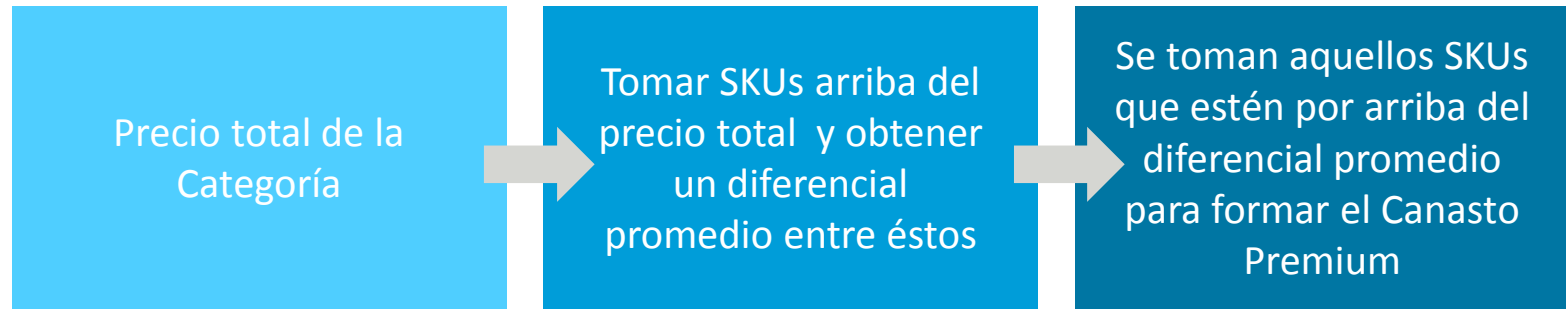 Precio total de la
Categoría
Tomar SKUs arriba del
precio total y obtener
un diferencial
promedio entre éstos
Se toman aquellos SKUs
que estén por arriba del
diferencial promedio
para formar el Canasto
Premium